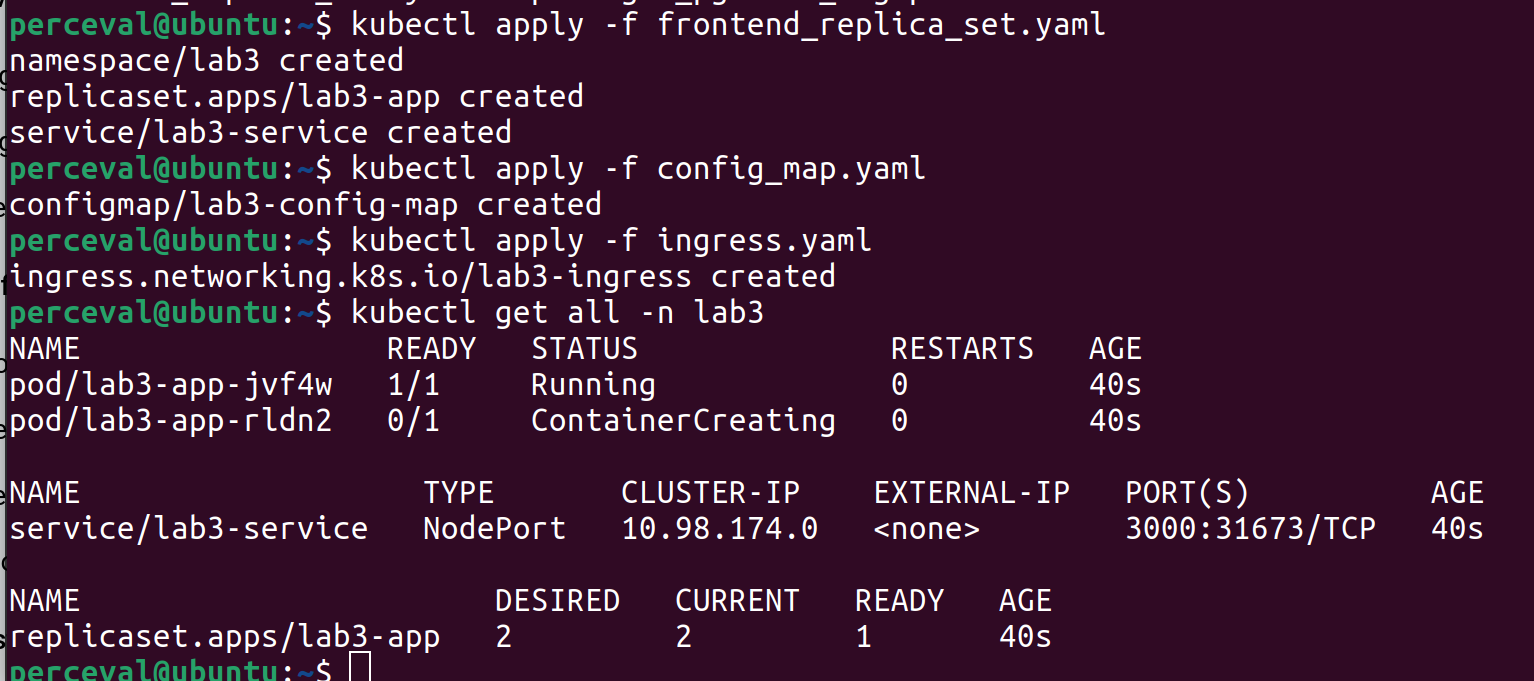 perceval@ubuntu:~$ kubectl apply -f frontend_replica_set.yaml
namespace/lab3 created
replicaset.apps/lab3-app created
service/lab3-service created
perceval@ubuntu:~$ kubectl apply -f config_map.yaml
configmap/lab3-config-map created
perceval@ubuntu:~$ kubectl apply -f ingress.yaml
ingress.networking.k8s.io/lab3-ingress created
perceval@ubuntu:~$ kubectl get all -n lab3
NAME READY STATUS RESTARTS AGE
pod/lab3-app-jvf4w 1/1 Running 0 40s
pod/lab3-app-rldn2 0/1 ContainerCreating 0 40s
NAME TYPE CLUSTER-IP EXTERNAL-IP PORT(S) AGE
service/lab3-service NodePort 10.98.174.0 <none> 3000:31673/TCP 40s
NAME DESIRED CURRENT READY AGE
replicaset.apps/lab3-app 2 2 1 40s
perceval@ubuntu:~$